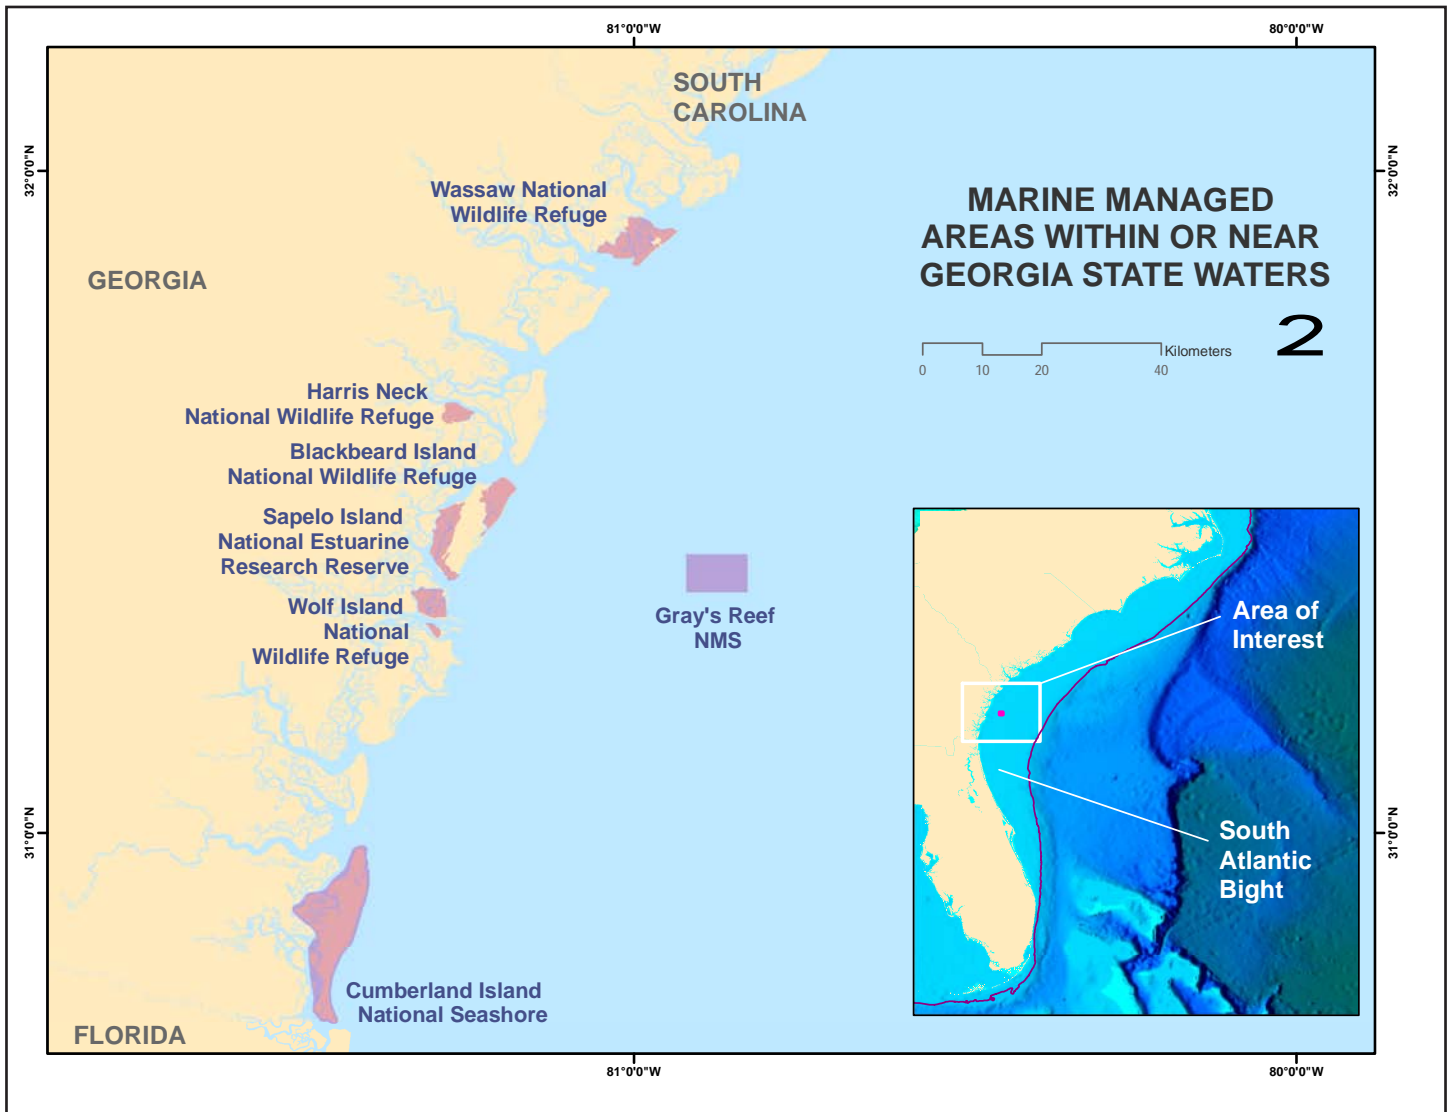 81°0'0"W
80°0'0"W
SOUTH
CAROLINA
32°0'0"N
32°0'0"N
Wassaw National
Wildlife Refuge
MARINE MANAGED
AREAS WITHIN OR NEAR
GEORGIA STATE WATERS
GEORGIA
2
Kilometers
0 10 20 40
Harris Neck
National Wildlife Refuge
Blackbeard Island
National Wildlife Refuge
Sapelo Island
National Estuarine
Research Reserve
Wolf Island
National
Wildlife Refuge
Gray's Reef
NMS
Area of
Interest
South
Atlantic
Bight
31°0'0"N
31°0'0"N
Cumberland Island
National Seashore
FLORIDA
81°0'0"W
80°0'0"W